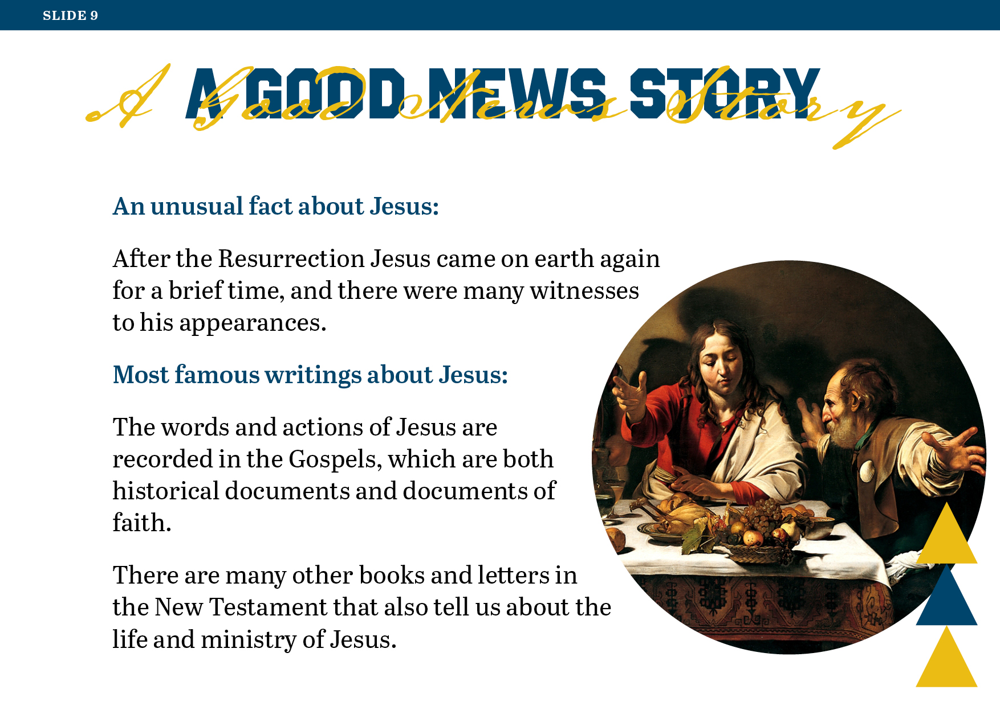 SLIDE 9
A GOOD NEWS STORY
A Good News Story
An unusual fact about Jesus:
After the Resurrection Jesus came on earth again
for a brief time, and there were many witnesses
to his appearances.
Most famous writings about Jesus:
The words and actions of Jesus are
recorded in the Gospels, which are both
historical documents and documents of
faith.
There are many other books and letters in
the New Testament that also tell us about the
life and ministry of Jesus.